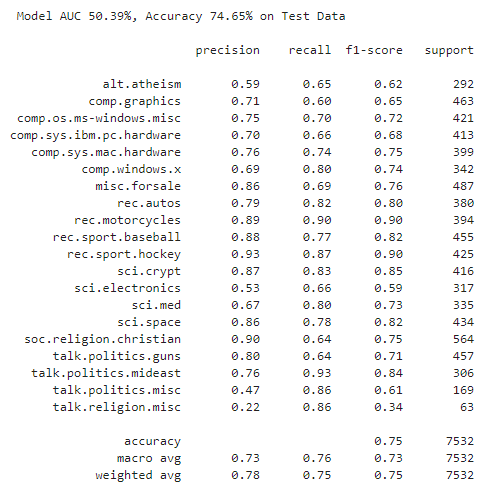 Model AUC 50.39%, Accuracy 74.65% on Test Data
precision recall f1-score support
alt.atheism 0.59 0.65 0.62 292
comp.graphics 0.71 0.60 0.65 463
comp.os.ms-windows.misc 0.75 0.70 0.72 421
comp.sys.ibm.pc.hardware 0.70 0.66 0.68 413
comp.sys.mac.hardware 0.76 0.74 0.75 399
comp.windows.x 0.69 0.80 0.74 342
misc.forsale 0.86 0.69 0.76 487
rec.autos 0.79 0.82 0.80 380
rec.motorcycles 0.89 0.90 0.90 394
rec.sport.baseball 0.88 0.77 0.82 455
rec.sport.hockey 0.93 0.87 0.90 425
sci.crypt 0.87 0.83 0.85 416
sci.electronics 0.53 0.66 0.59 317
sci.med 0.67 0.80 0.73 335
sci.space 0.86 0.78 0.82 434
soc.religion.christian 0.90 0.64 0.75 564
talk.politics.guns 0.80 0.64 0.71 457
talk.politics.mideast 0.76 0.93 0.84 306
talk.politics.misc 0.47 0.86 0.61 169
talk.religion.misc 0.22 0.86 0.34 63
accuracy 0.75 7532
macro avg 0.73 0.76 0.73 7532
weighted avg 0.78 0.75 0.75 7532